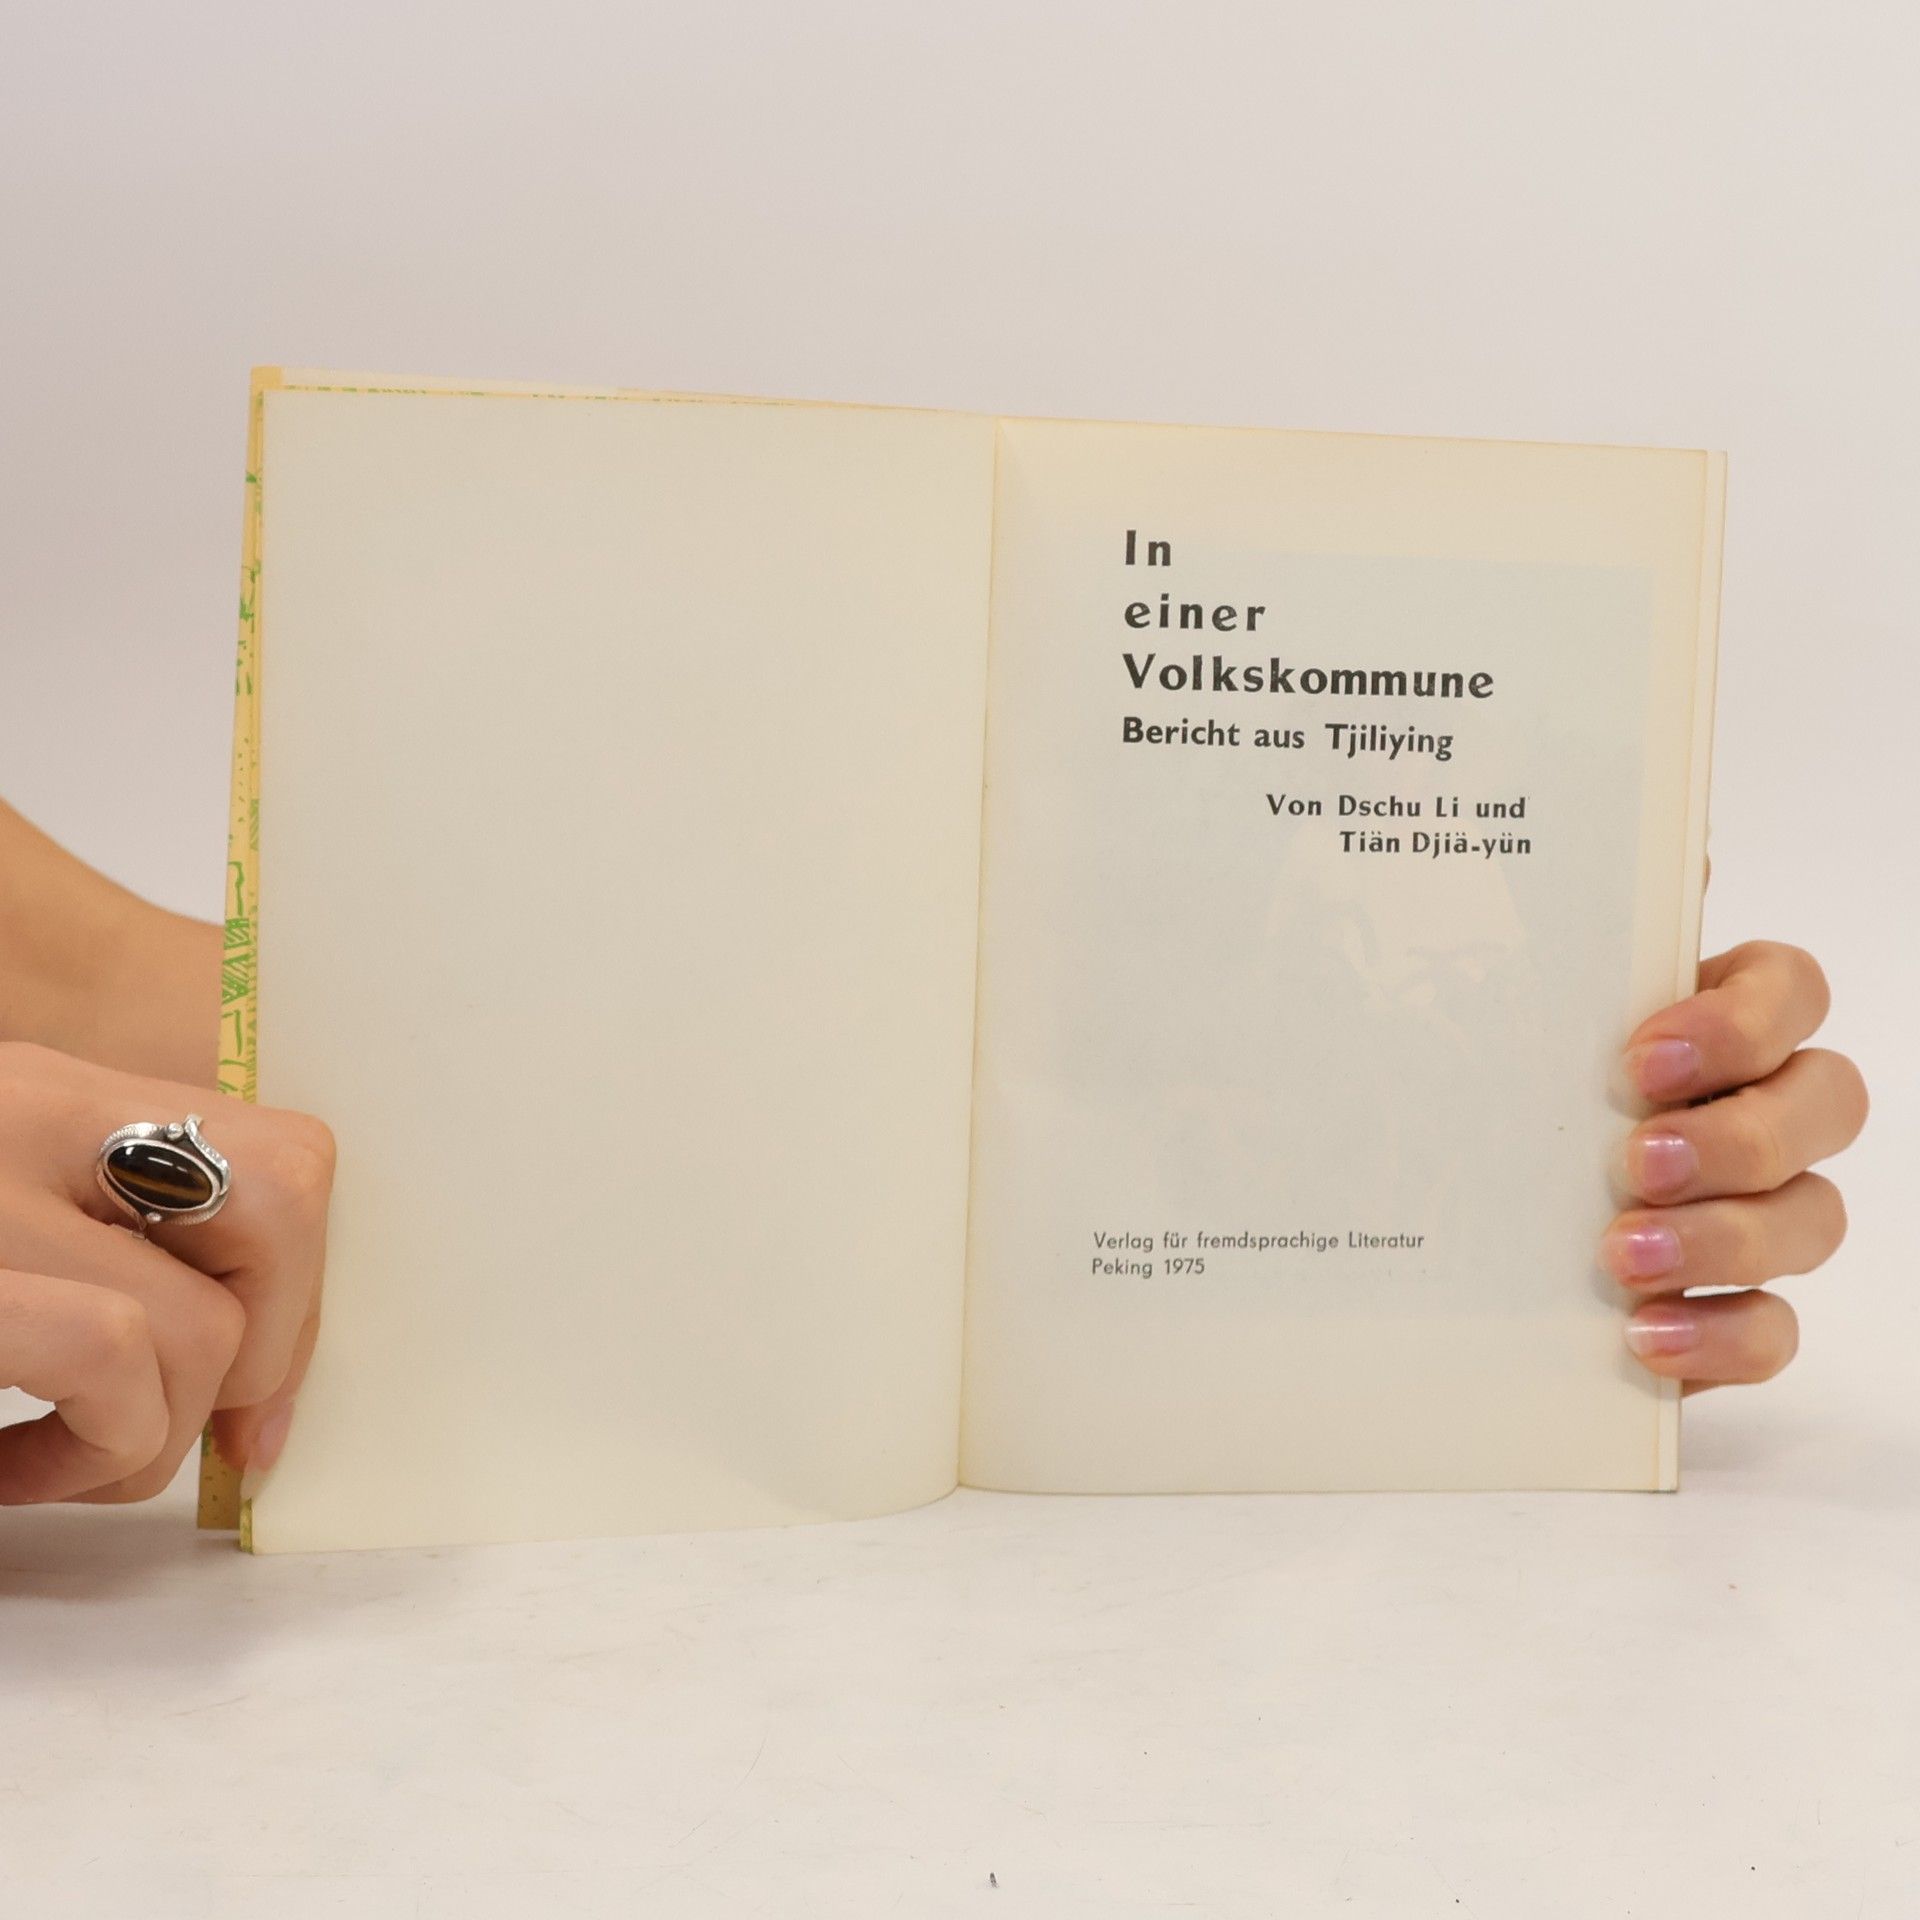 In
einer
Volkskommune
Bericht aus Tjiliying
Von Dschu Li und
Tiän Djiä-yün
Verlag für fremdsprachige Literatur
Peking 1975